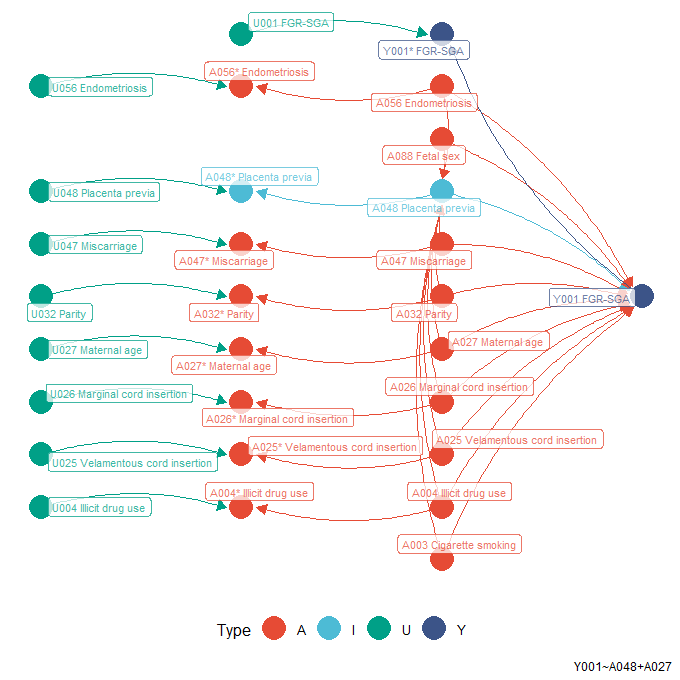 U001 FGR-SGA
Y001* FGR-SGA
A056* Endometriosis
U056 Endometriosis
A056 Endometriosis
A088 Fetal sex
A048* Placenta previa
U048 Placenta previa
A048 Placenta previa
U047 Miscarriage
A047* Miscarriage
A047 Miscarriage
Y001 FGR-SGA
U032 Parity
A032* Parity
A032 Parity
A027 Maternal age
U027 Maternal age
A027* Maternal age
A026 Marginal cord insertion
U026 Marginal cord insertion
A026* Marginal cord insertion
A025 Velamentous cord insertion
A025* Velamentous cord insertion
U025 Velamentous cord insertion
A004* Illicit drug use
A004 Illicit drug use
U004 Illicit drug use
A003 Cigarette smoking
Type A I U Y
Y001~A048+A027